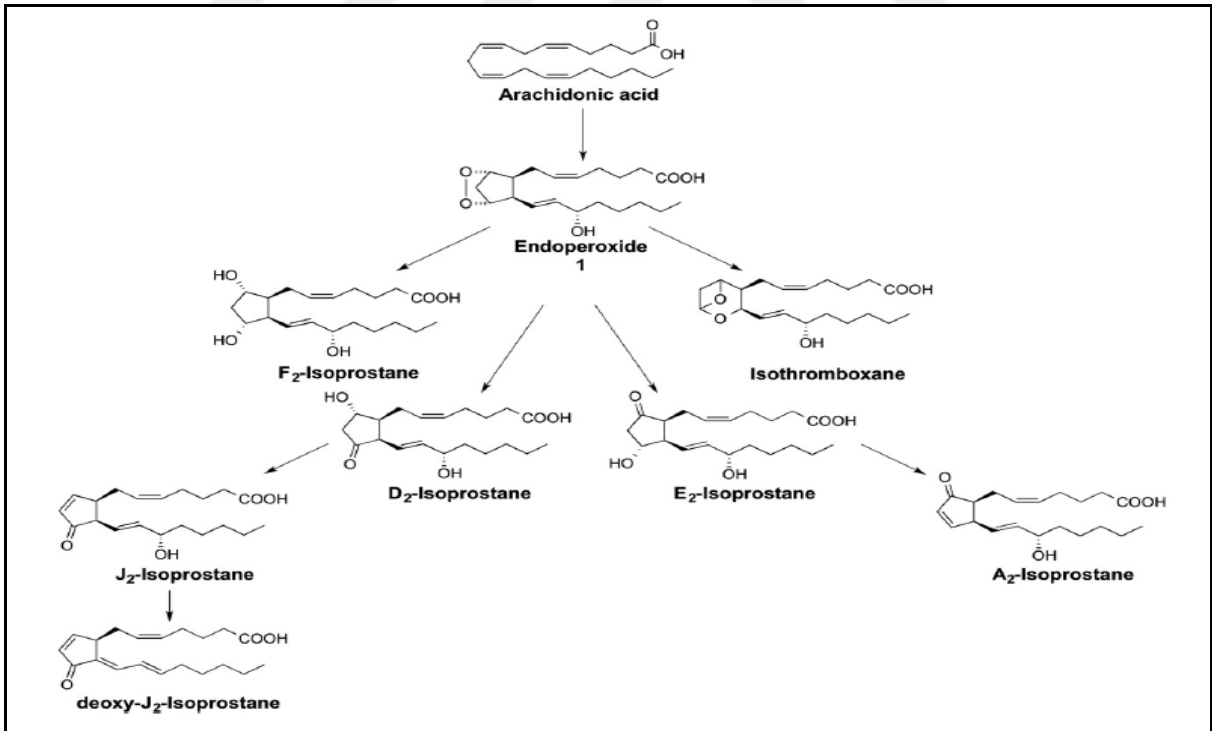 O
OH
Arachidonic acid
O
O
COOH
OH
Endoperoxide
1
HO
COOH
HO
OH
F2-Isoprostane
O
O
COOH
OH
Isothromboxane
HO
COOH
O
OH
D2-Isoprostane
O
COOH
HO
OH
E2-Isoprostane
COOH
O
OH
J2-Isoprostane
O
COOH
OH
A2-Isoprostane
COOH
O
deoxy-J2-Isoprostane